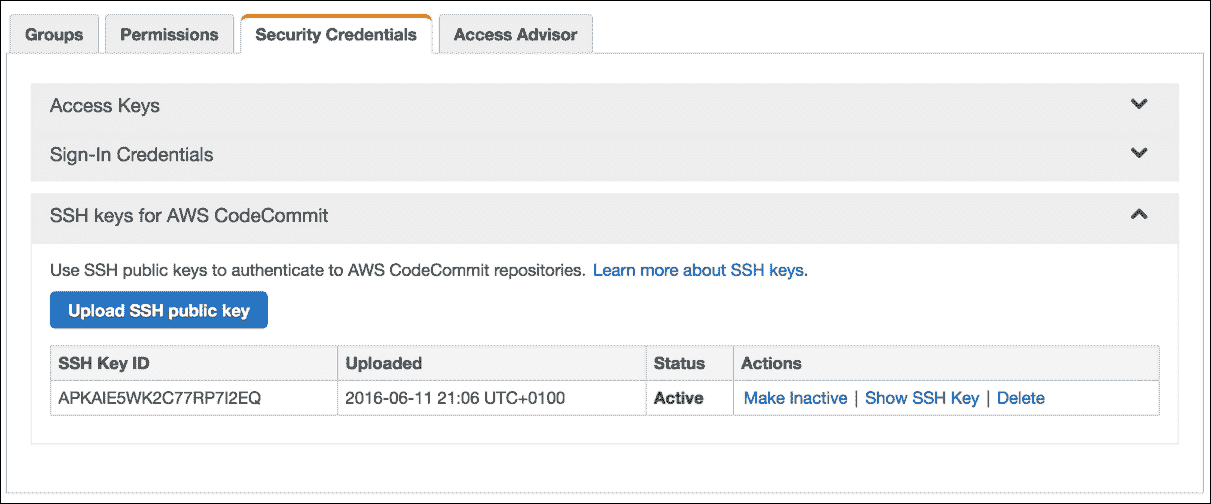 Groups Permissions Security Credentials Access Advisor
Access Keys
Sign-In Credentials
SSH keys for AWS CodeCommit
Use SSH public keys to authenticate to AWS CodeCommit repositories. Learn more about SSH keys.
Upload SSH public key
SSH Key ID Uploaded Status Actions
APKAIE5WK2C77RP7I2EQ 2016-06-11 21:06 UTC+0100 Active Make Inactive | Show SSH Key | Delete